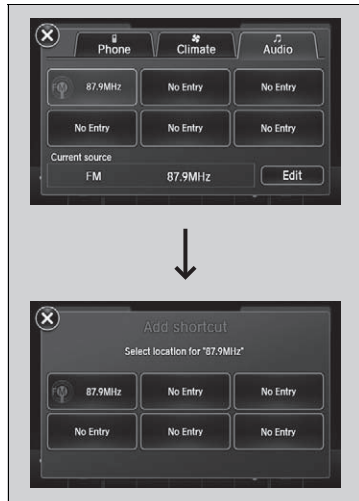 Phone Climate Audio
87.9MHz No Entry No Entry
No Entry No Entry No Entry
Current source
FM 87.9MHz Edit
Add shortcut
Select location for "87.9MHz"
87.9MHz No Entry No Entry
No Entry No Entry No Entry